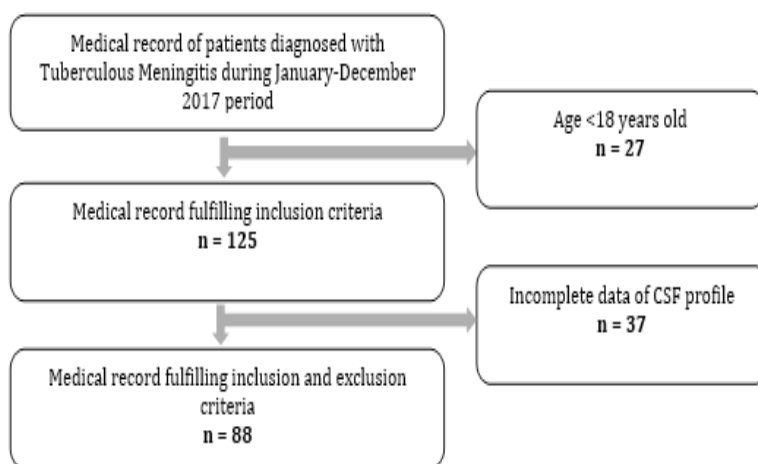 Medical record of patients diagnosed with
Tuberculous Meningitis during January-December
2017 period
Age <18 years old
n = 27
Medical record fulfilling inclusion criteria
n = 125
Incomplete data of CSF profile
n = 37
Medical record fulfilling inclusion and exclusion
criteria
n = 88